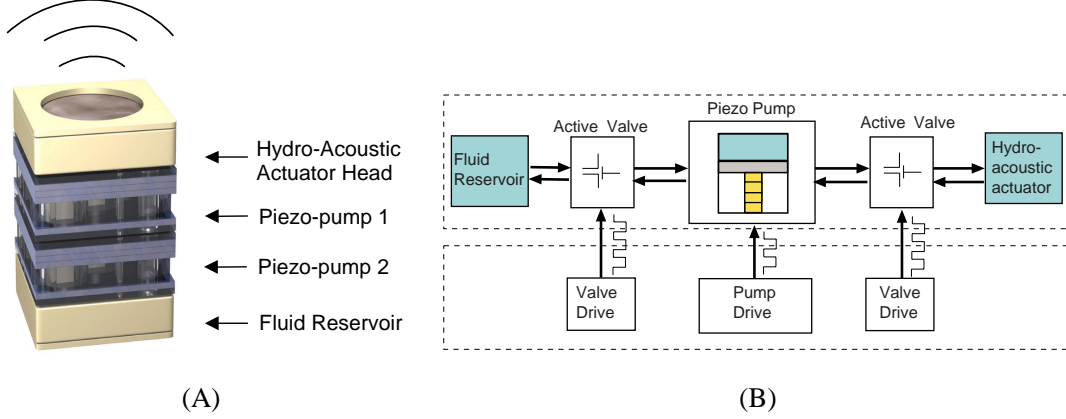 Hydro-Acoustic
Actuator Head
Piezo-pump 1
Piezo-pump 2
Fluid Reservoir
(A)
Piezo Pump
Active Valve
Active Valve
Fluid
Reservoir
Hydro-
acoustic
actuator
Valve
Drive
Pump
Drive
Valve
Drive
(B)